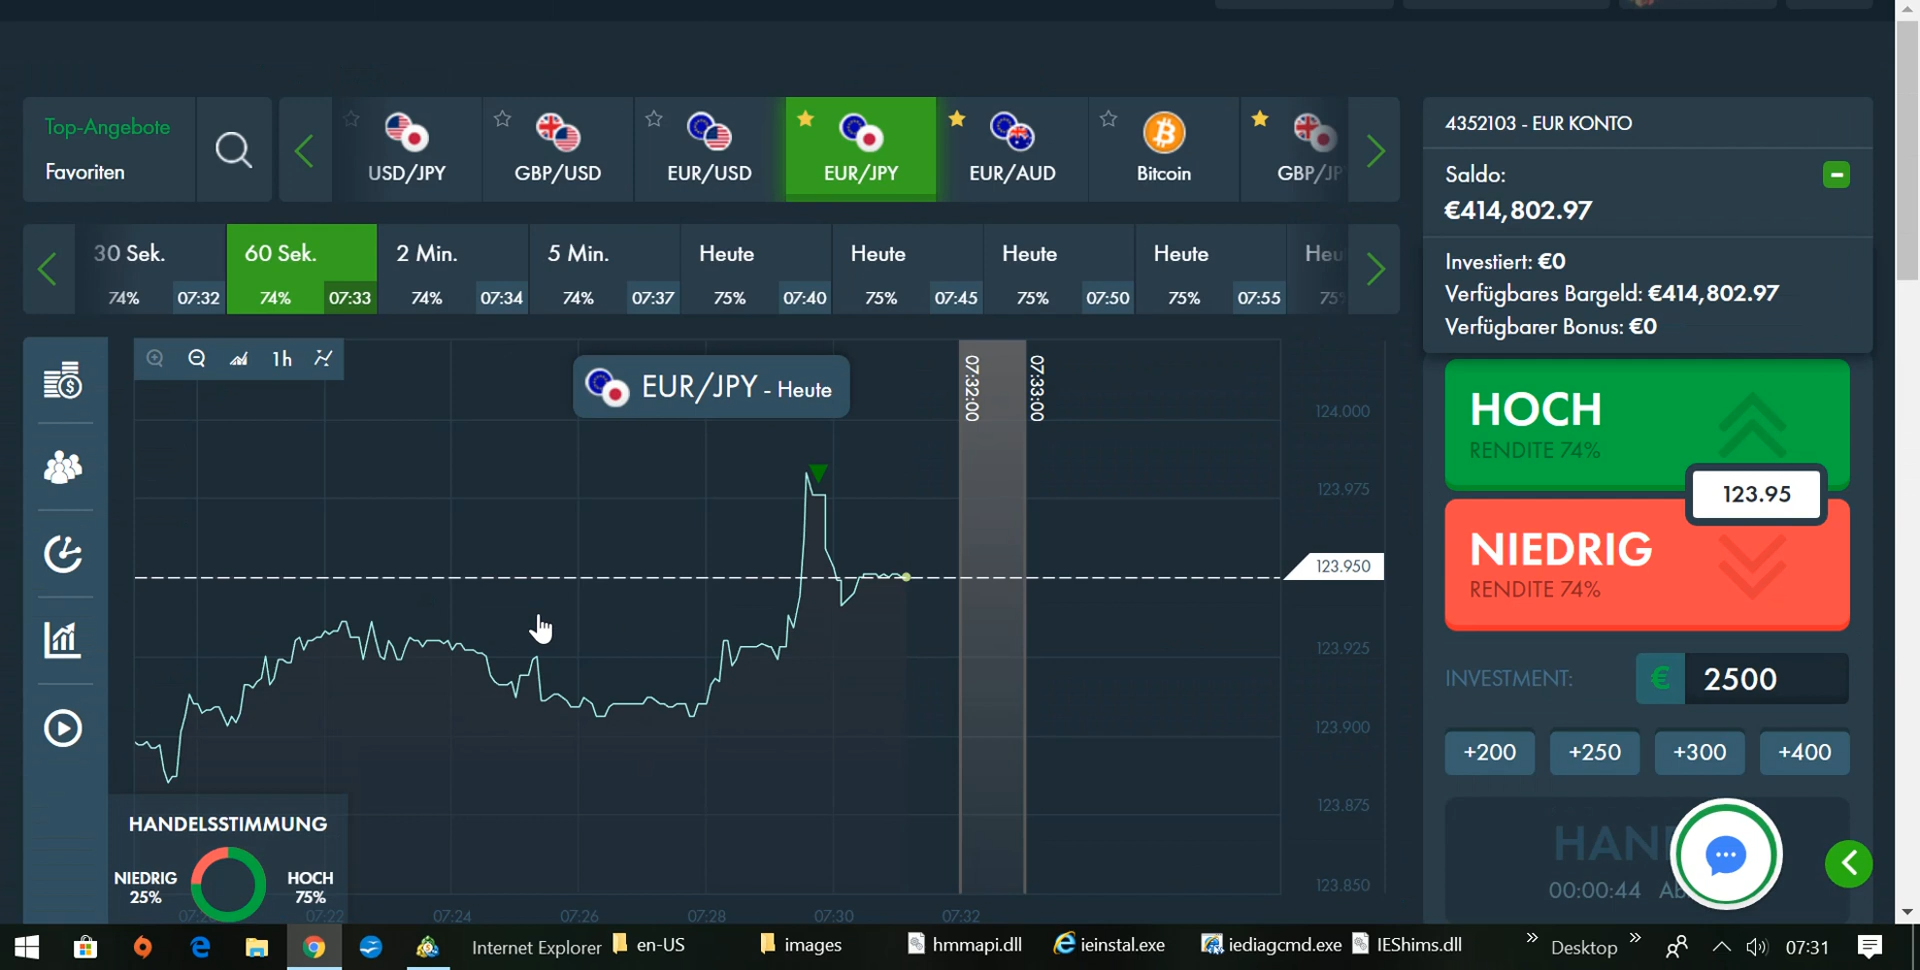 Top-Angebote
Favoriten
USD/JPY
GBP/USD
EUR/USD
EUR/JPY
EUR/AUD
Bitcoin
GBP/JP
4352103 - EUR KONTO
Saldo:
€414,802.97
Investiert: €0
Verfügbares Bargeld: €414,802.97
Verfügbarer Bonus: €0
30 Sek.
74% 07:32
60 Sek.
74% 07:33
2 Min.
74% 07:34
5 Min.
74% 07:37
Heute
75% 07:40
Heute
75% 07:45
Heute
75% 07:50
Heute
75% 07:55
Heu
75%
1h
EUR/JPY - Heute
07:32:00
07:33:00
124.000
123.975
123.950
123.925
123.900
123.875
123.850
HOCH
RENDITE 74%
123.95
NIEDRIG
RENDITE 74%
INVESTMENT:
€ 2500
+200 +250 +300 +400
HAN
00:00:44
HANDELSSTIMMUNG
NIEDRIG
25%
HOCH
75%
07:22 07:24 07:26 07:28 07:30 07:32
Internet Explorer en-US images hmmapi.dll ieinstal.exe iediagcmd.exe IEShims.dll » Desktop » 07:31